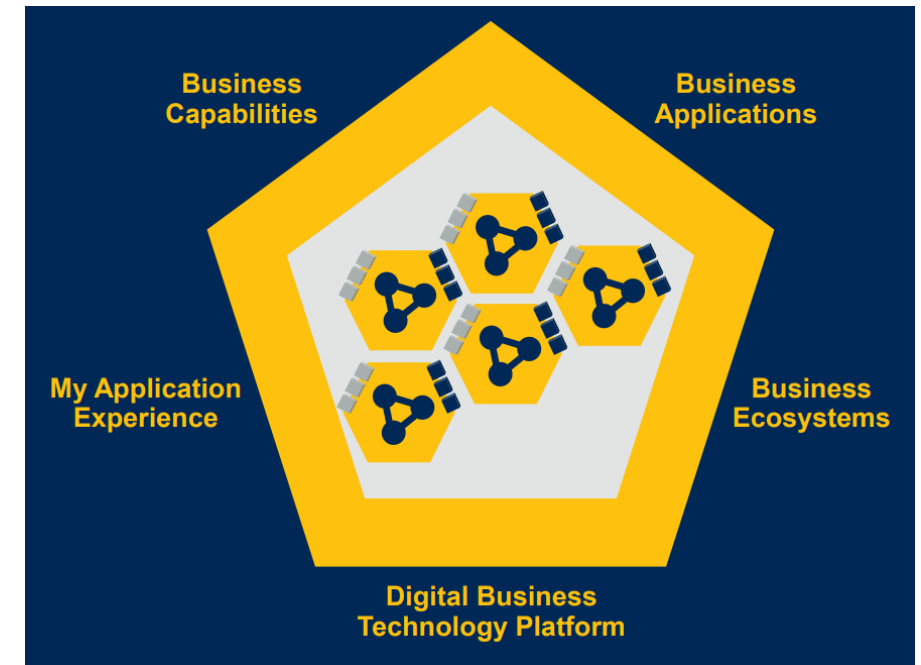 Business
Capabilities
Business
Applications
My Application
Experience
Business
Ecosystems
Digital Business
Technology Platform